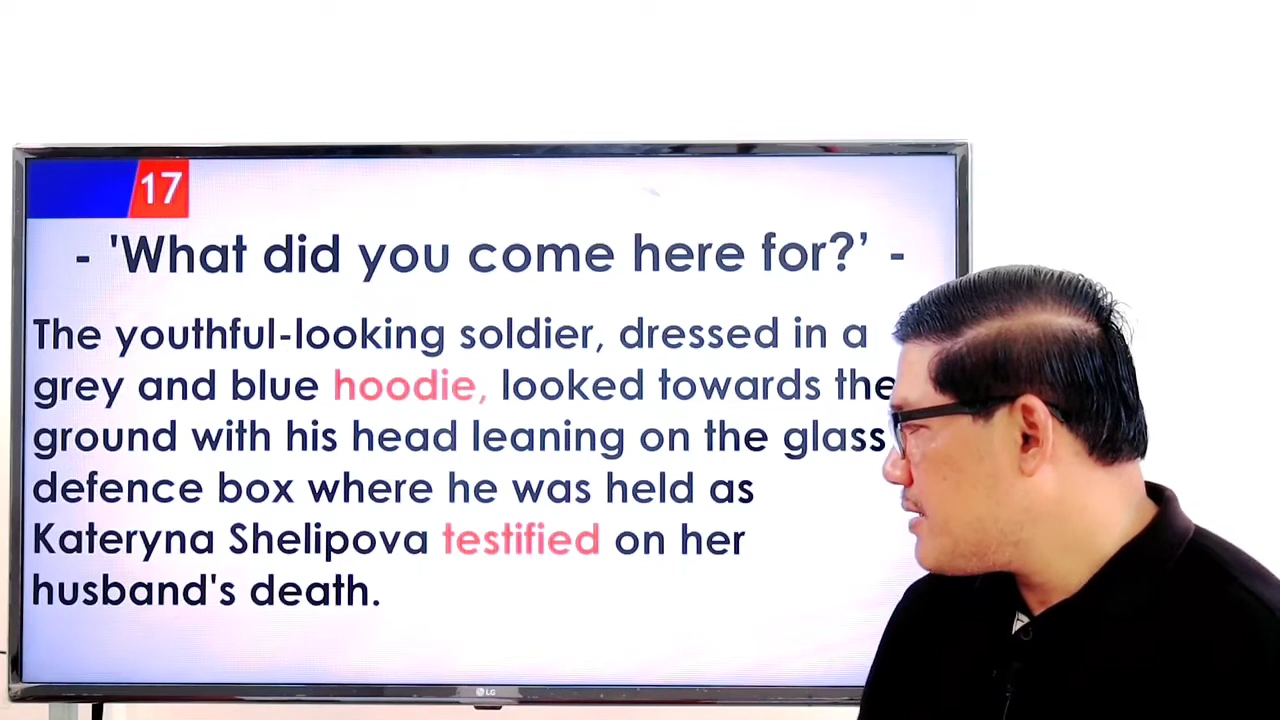 17
- 'What did you come here for?’ -
The youthful-looking soldier, dressed in a
grey and blue hoodie, looked towards the
ground with his head leaning on the glass
defence box where he was held as
Kateryna Shelipova testified on her
husband's death.
LG